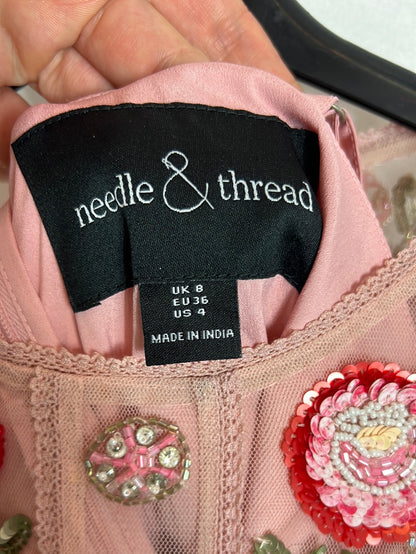 needle & thread
UK 8
EU 36
US 4
MADE IN INDIA